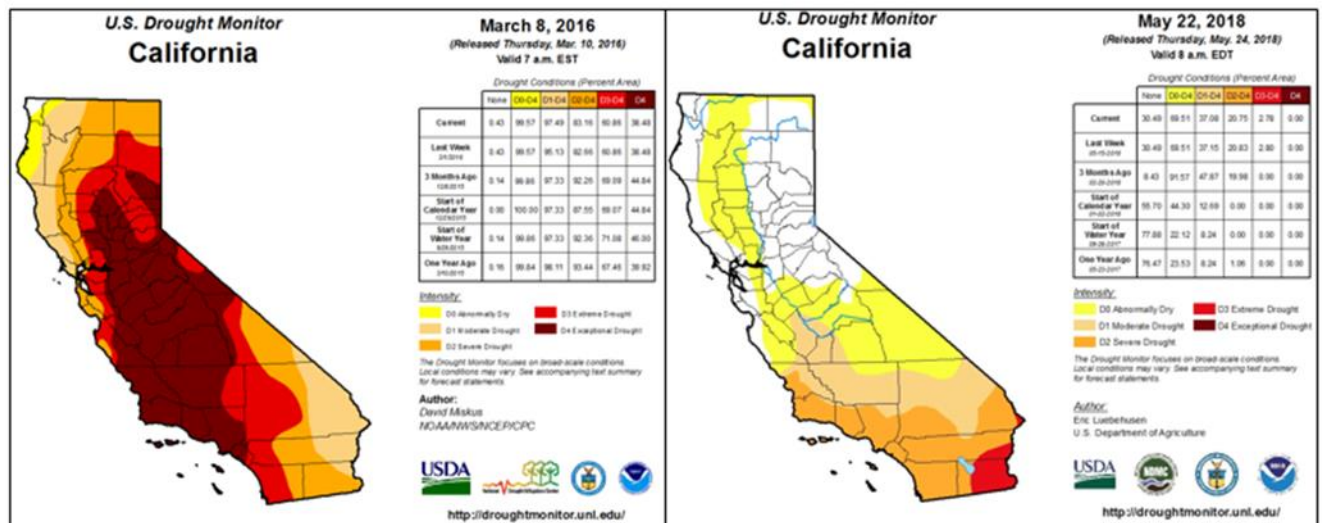 U.S. Drought Monitor
California
March 8, 2016
(Released Thursday, Mar. 10, 2016)
Valid 7 a.m. EST
Drought Conditions (Percent Area)
None D0-D4 D1-D4 D2-D4 D3-D4 D4
Current 0.43 99.57 97.49 83.16 60.86 38.48
Last Week 0.43 99.57 95.13 82.66 60.86 38.48
3 Months Ago 0.14 99.86 97.33 92.26 69.09 44.84
Start of
Calendar Year 0.00 100.00 97.33 87.55 69.07 44.84
Start of
Water Year 0.14 99.86 97.33 92.36 71.08 46.00
One Year Ago 0.16 99.84 98.11 93.44 67.46 39.92
Intensity:
D0 Abnormally Dry D3 Extreme Drought
D1 Moderate Drought D4 Exceptional Drought
D2 Severe Drought
The Drought Monitor focuses on broad-scale conditions.
Local conditions may vary. See accompanying text summary
for forecast statements.
Author:
David Miskus
NOAA/NWS/NCEP/CPC
USDA
National Drought Mitigation Center
http://droughtmonitor.unl.edu/
U.S. Drought Monitor
California
May 22, 2018
(Released Thursday, May. 24, 2018)
Valid 8 a.m. EDT
Drought Conditions (Percent Area)
None D0-D4 D1-D4 D2-D4 D3-D4 D4
Current 30.49 69.51 37.08 20.75 2.78 0.00
Last Week 30.49 69.51 37.15 20.83 2.80 0.00
05-15-2018
3 Months Ago 8.43 91.57 47.87 19.98 0.00 0.00
Start of
Calendar Year 55.70 44.30 12.69 0.00 0.00 0.00
Start of
Water Year 77.88 22.12 8.24 0.00 0.00 0.00
One Year Ago 76.47 23.53 8.24 1.06 0.00 0.00
05-23-2017
Intensity:
D0 Abnormally Dry D3 Extreme Drought
D1 Moderate Drought D4 Exceptional Drought
D2 Severe Drought
The Drought Monitor focuses on broad-scale conditions.
Local conditions may vary. See accompanying text summary
for forecast statements.
Author:
Eric Luebehusen
U.S. Department of Agriculture
USDA
NDMC
http://droughtmonitor.unl.edu/